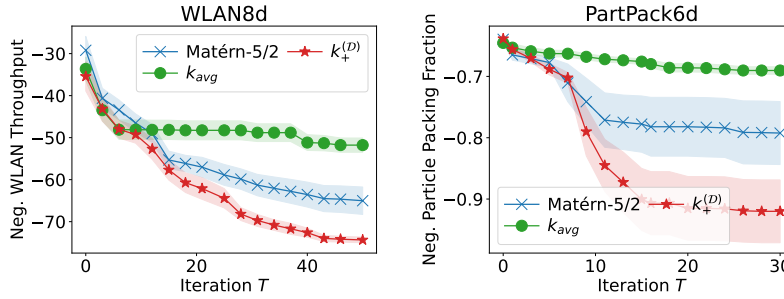 WLAN8d
Neg. WLAN Throughput
−30
−40
−50
−60
−70
Matérn-5/2
k_avg
k_+^(𝒟)
0
20
40
Iteration T
PartPack6d
Neg. Particle Packing Fraction
−0.7
−0.8
−0.9
Matérn-5/2
k_avg
k_+^(𝒟)
0
10
20
30
Iteration T